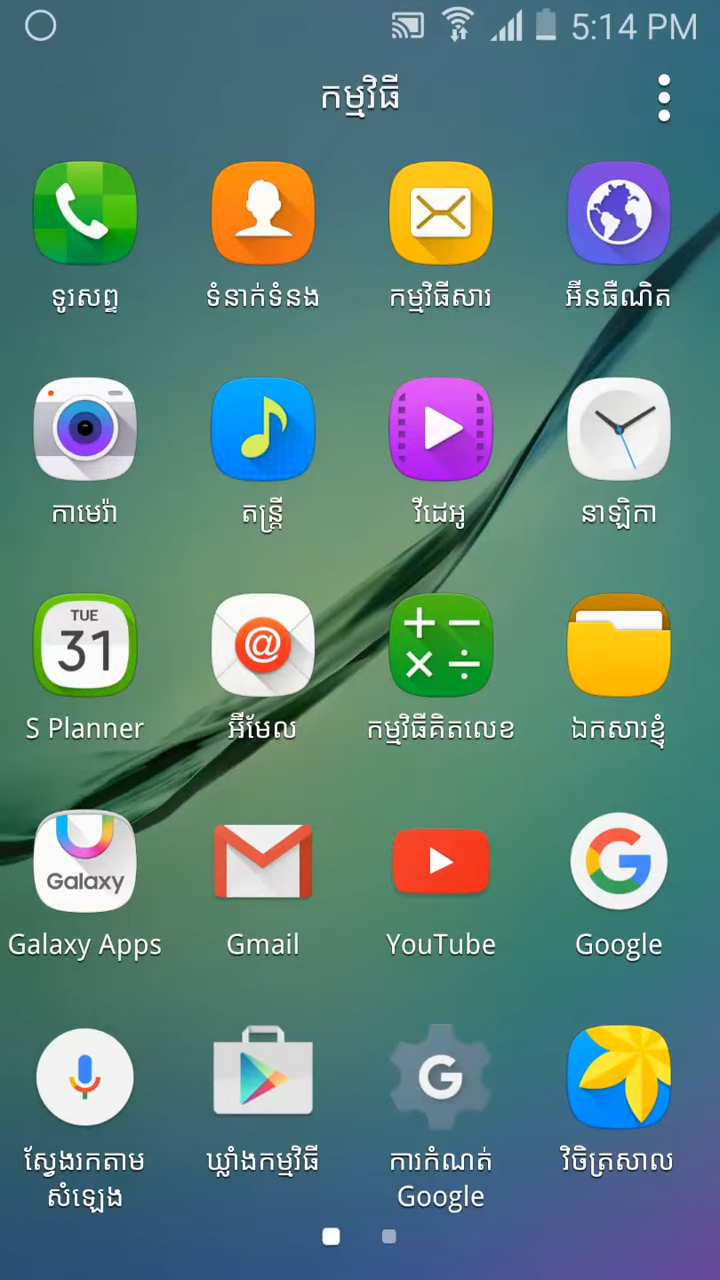 5:14 PM
កម្មវិធី
ទូរសព្ទ
ទំនាក់ទំនង
កម្មវិធីសារ
អ៊ីនធឺណិត
កាមេរ៉ា
តន្ត្រី
វីដេអូ
នាឡិកា
TUE
31
S Planner
អ៊ីមែល
កម្មវិធីគិតលេខ
ឯកសារខ្ញុំ
Galaxy
Galaxy Apps
Gmail
YouTube
Google
ស្វែងរកតាម
សំឡេង
ឃ្លាំងកម្មវិធី
ការកំណត់
Google
វិចិត្រសាល